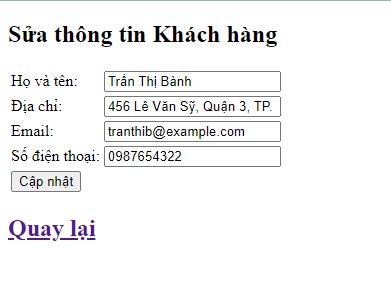 Sửa thông tin Khách hàng
Họ và tên: Trần Thị Bành
Địa chỉ: 456 Lê Văn Sỹ, Quận 3, TP.
Email: tranthib@example.com
Số điện thoại: 0987654322
Cập nhật
Quay lại